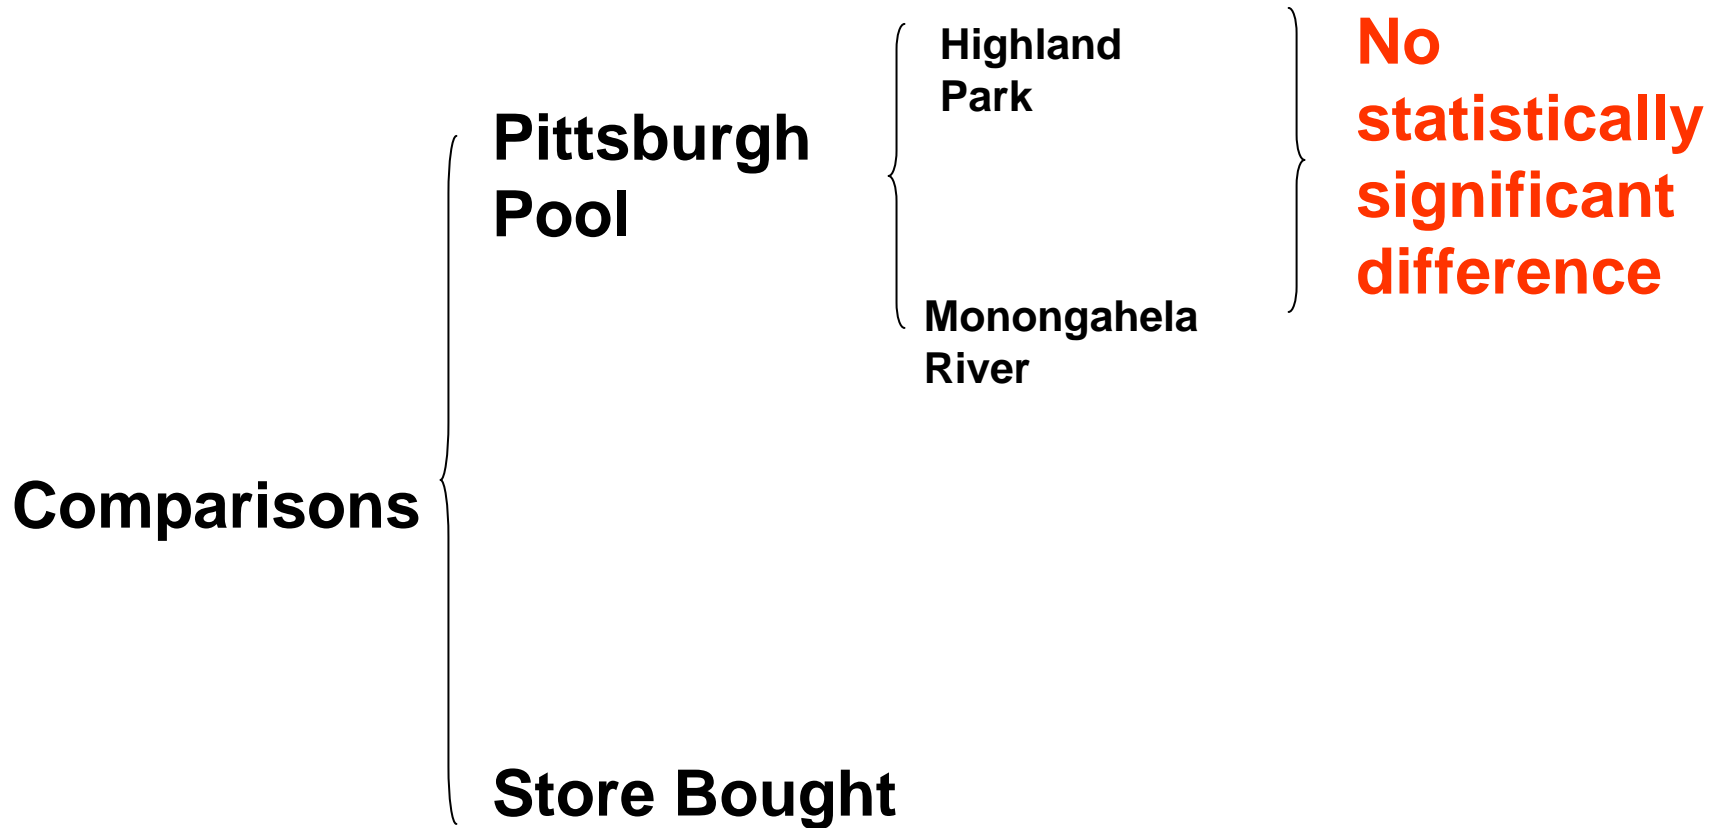 Highland
Park
No
statistically
significant
difference
Pittsburgh
Pool
Monongahela
River
Comparisons
Store Bought